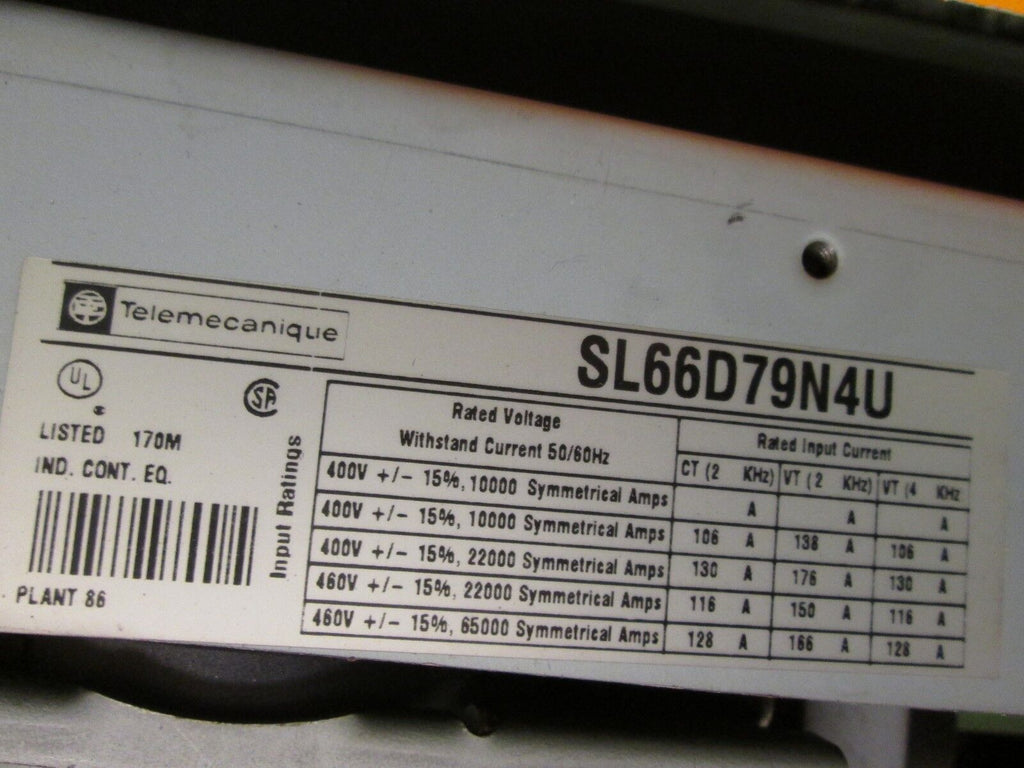 Telemecanique
SL66D79N4U
UL
SA
LISTED 170M
IND. CONT. EQ.
PLANT 86
Input Ratings
Rated Voltage
Withstand Current 50/60Hz
Rated Input Current
CT (2 KHz) VT (2 KHz) VT (4 KHz
400V +/- 15%, 10000 Symmetrical Amps A A A
400V +/- 15%, 10000 Symmetrical Amps 106 A 138 A 106 A
400V +/- 15%, 22000 Symmetrical Amps 130 A 176 A 130 A
460V +/- 15%, 22000 Symmetrical Amps 116 A 150 A 116 A
460V +/- 15%, 65000 Symmetrical Amps 128 A 166 A 128 A